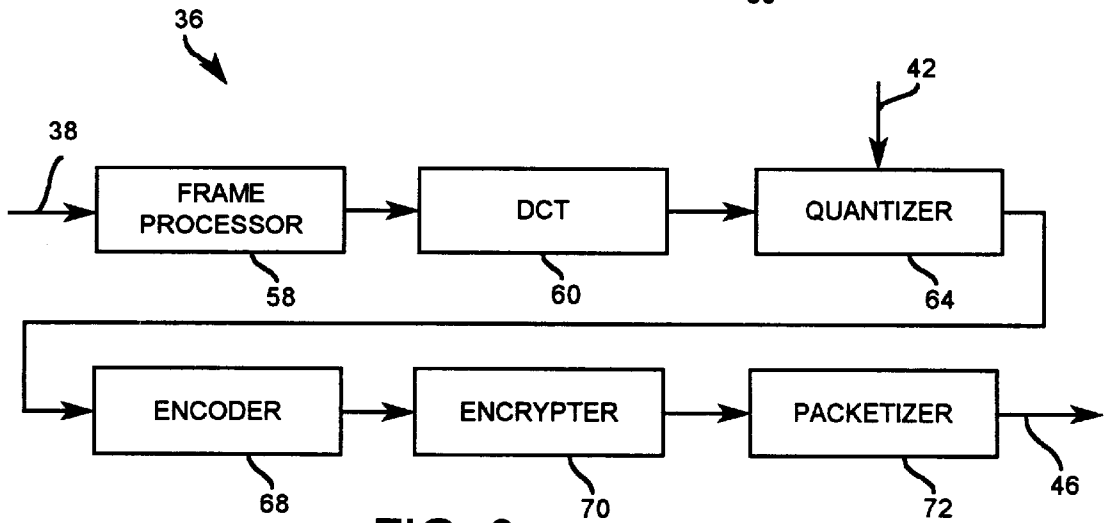 36
42
38
FRAME
PROCESSOR
DCT
QUANTIZER
58
60
64
ENCODER
ENCRYPTER
PACKETIZER
68
70
72
46